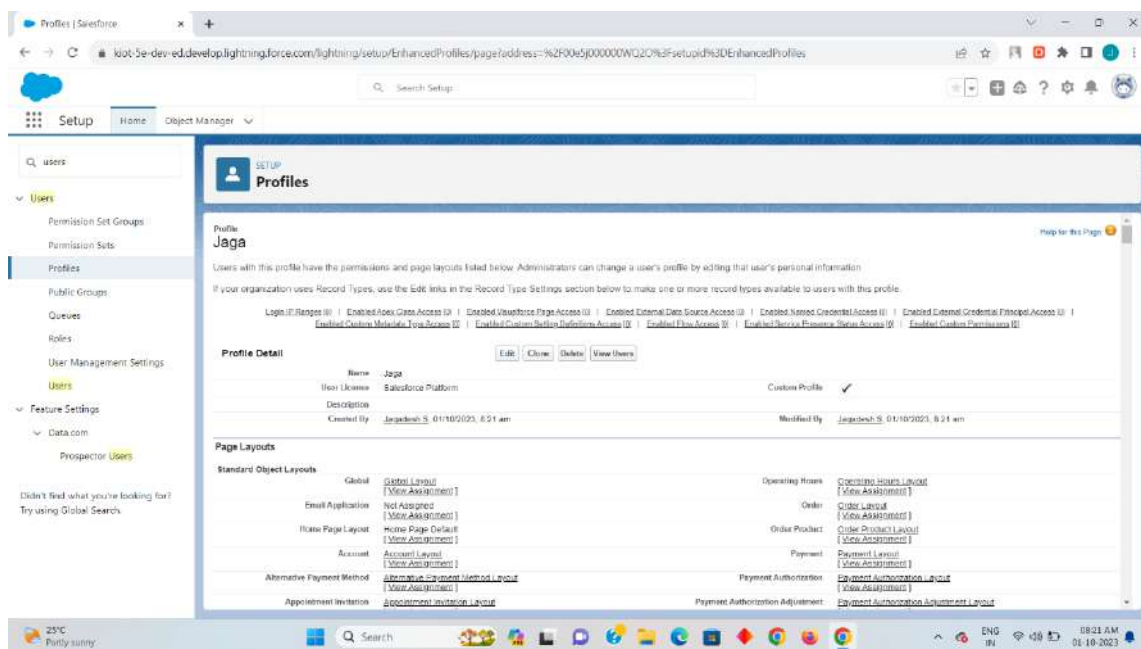 Profiles | Salesforce
kiot-5e-dev-ed.develop.lightning.force.com/lightning/setup/EnhancedProfiles/page?address=%2F00e5j000000WQ2O%3Fsetupid%3DEnhancedProfiles
Search Setup
Setup
Home
Object Manager
users
Users
Permission Set Groups
Permission Sets
Profiles
Public Groups
Queues
Roles
User Management Settings
Users
Feature Settings
Data.com
Prospector Users
Didn't find what you're looking for?
Try using Global Search.
SETUP
Profiles
Profile
Jaga
Help for this Page
Users with this profile have the permissions and page layouts listed below. Administrators can change a user's profile by editing that user's personal information.
If your organization uses Record Types, use the Edit links in the Record Type Settings section below to make one or more record types available to users with this profile.
Login IP Ranges [0] | Enabled Apex Class Access [0] | Enabled Visualforce Page Access [0] | Enabled External Data Source Access [0] | Enabled Named Credential Access [0] | Enabled External Credential Principal Access [0] |
Enabled Custom Metadata Type Access [0] | Enabled Custom Setting Definitions Access [0] | Enabled Flow Access [0] | Enabled Service Presence Status Access [0] | Enabled Custom Permissions [0]
Profile Detail Edit Clone Delete View Users
Name Jaga
User License Salesforce Platform Custom Profile ✓
Description
Created By Jagadesh S, 01/10/2023, 8:21 am Modified By Jagadesh S, 01/10/2023, 8:21 am
Page Layouts
Standard Object Layouts
Global Global Layout Operating Hours Operating Hours Layout
[ View Assignment ] [ View Assignment ]
Email Application Not Assigned Order Order Layout
[ View Assignment ] [ View Assignment ]
Home Page Layout Home Page Default Order Product Order Product Layout
[ View Assignment ] [ View Assignment ]
Account Account Layout Payment Payment Layout
[ View Assignment ] [ View Assignment ]
Alternative Payment Method Alternative Payment Method Layout Payment Authorization Payment Authorization Layout
[ View Assignment ] [ View Assignment ]
Appointment Invitation Appointment Invitation Layout Payment Authorization Adjustment Payment Authorization Adjustment Layout
25°C
Partly sunny
Search
ENG
IN
08:21 AM
01-10-2023